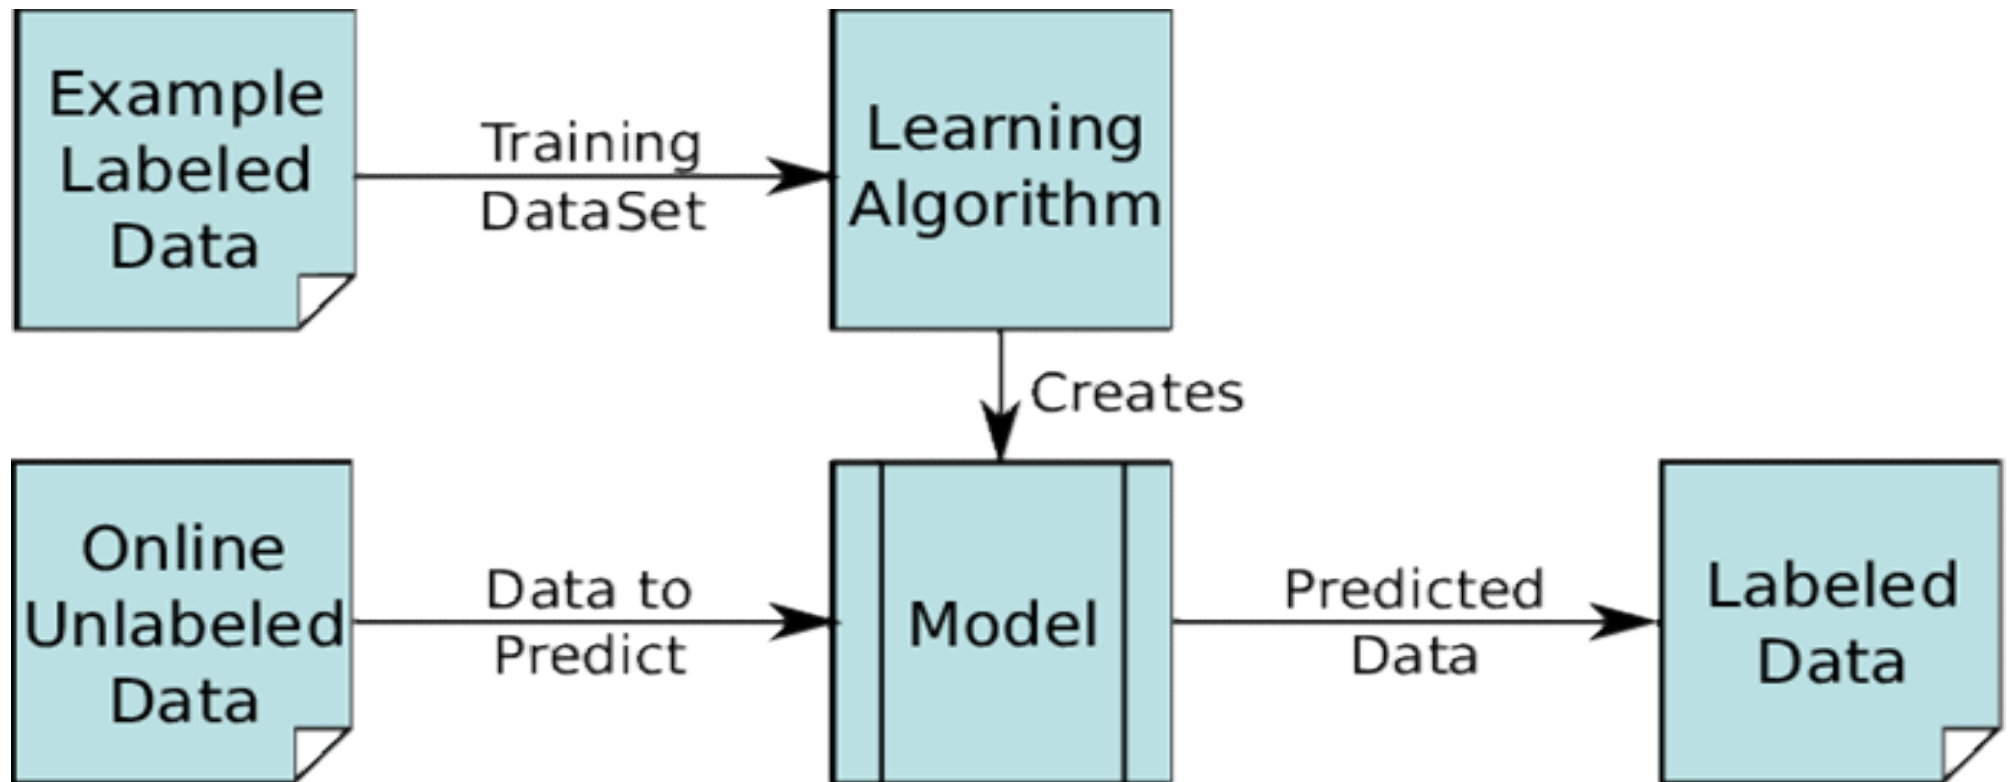 Example
Labeled
Data
Training
DataSet
Learning
Algorithm
Creates
Online
Unlabeled
Data
Data to
Predict
Model
Predicted
Data
Labeled
Data